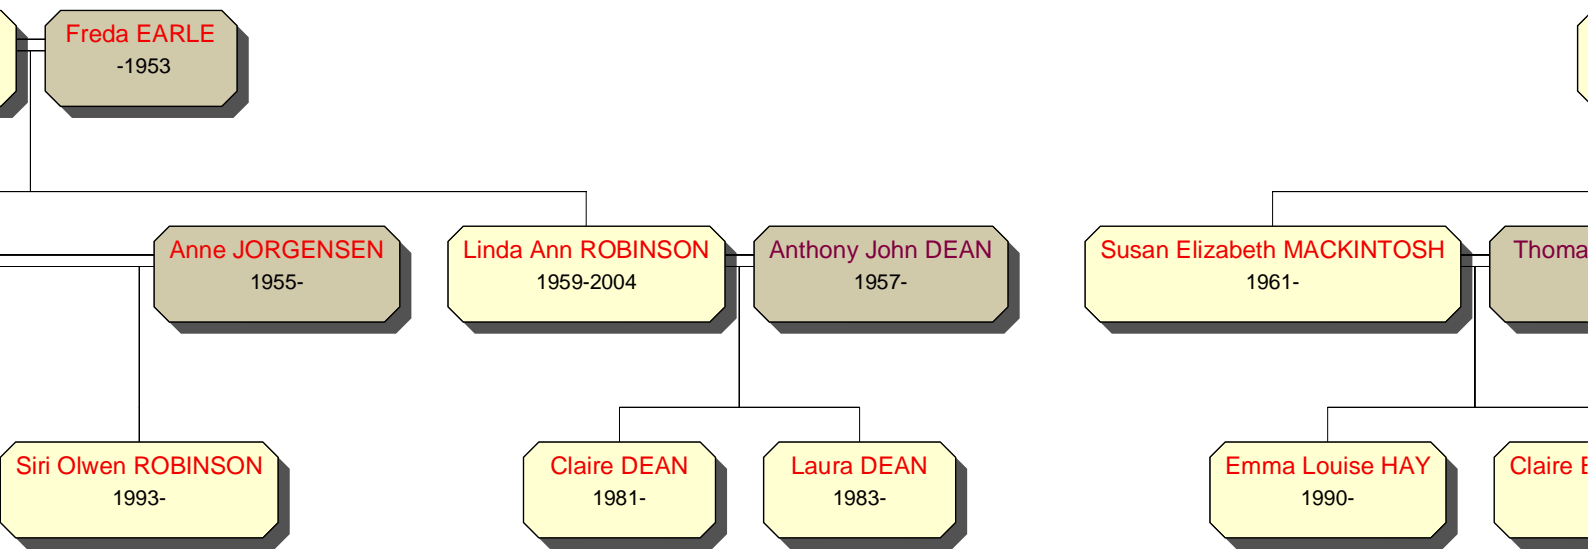 Freda EARLE
-1953
Anne JORGENSEN
1955-
Linda Ann ROBINSON
1959-2004
Anthony John DEAN
1957-
Susan Elizabeth MACKINTOSH
1961-
Siri Olwen ROBINSON
1993-
Claire DEAN
1981-
Laura DEAN
1983-
Emma Louise HAY
1990-
Claire